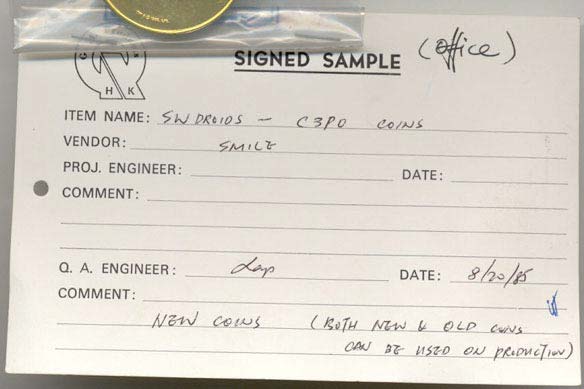 SIGNED SAMPLE (office)
H K
ITEM NAME: SW DROIDS - C3PO COINS
VENDOR: SMILE
PROJ. ENGINEER: DATE:
COMMENT:
Q. A. ENGINEER: DATE: 8/20/85
COMMENT:
NEW COINS (BOTH NEW & OLD COINS
CAN BE USED ON PRODUCTION)